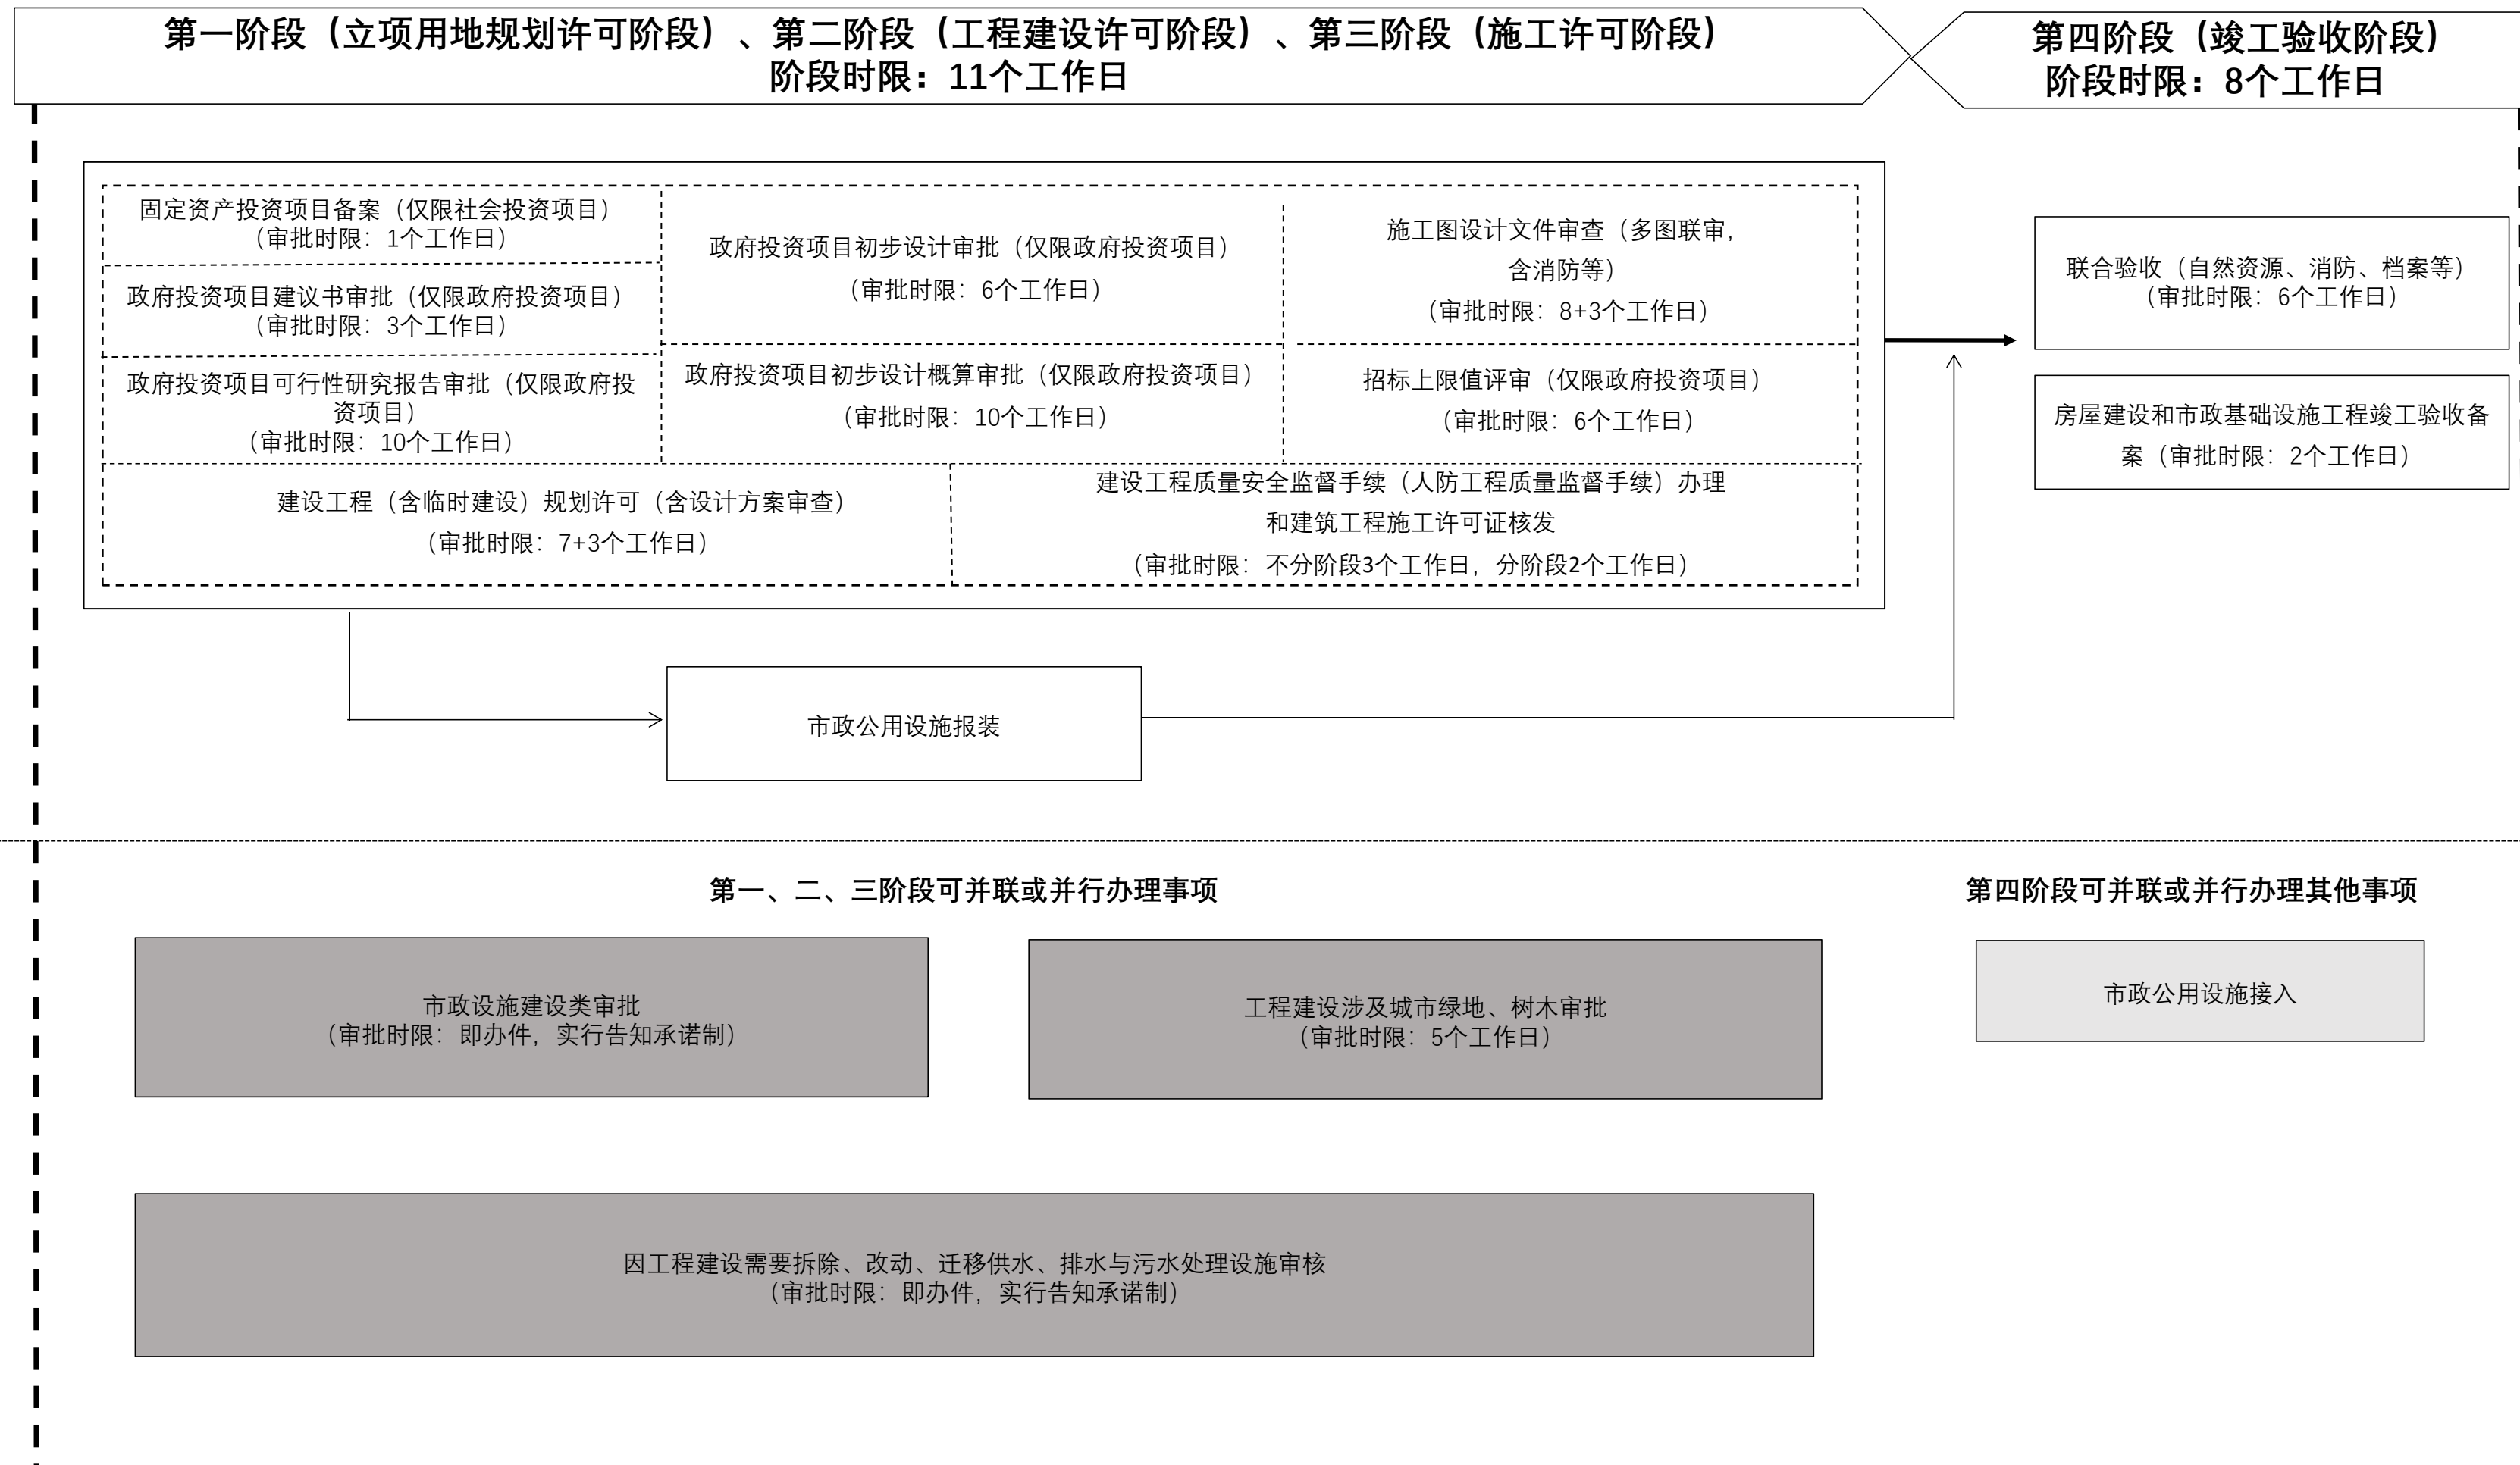 第一阶段（立项用地规划许可阶段）、第二阶段（工程建设许可阶段）、第三阶段（施工许可阶段）
阶段时限：11个工作日
第四阶段（竣工验收阶段）
阶段时限：8个工作日
固定资产投资项目备案（仅限社会投资项目）
（审批时限：1个工作日）
政府投资项目建议书审批（仅限政府投资项目）
（审批时限：3个工作日）
政府投资项目可行性研究报告审批（仅限政府投
资项目）
（审批时限：10个工作日）
政府投资项目初步设计审批（仅限政府投资项目）
（审批时限：6个工作日）
政府投资项目初步设计概算审批（仅限政府投资项目）
（审批时限：10个工作日）
施工图设计文件审查（多图联审，
含消防等）
（审批时限：8+3个工作日）
招标上限值评审（仅限政府投资项目）
（审批时限：6个工作日）
建设工程（含临时建设）规划许可（含设计方案审查）
（审批时限：7+3个工作日）
建设工程质量安全监督手续（人防工程质量监督手续）办理
和建筑工程施工许可证核发
（审批时限：不分阶段3个工作日，分阶段2个工作日）
联合验收（自然资源、消防、档案等）
（审批时限：6个工作日）
房屋建设和市政基础设施工程竣工验收备
案（审批时限：2个工作日）
市政公用设施报装
第一、二、三阶段可并联或并行办理事项
第四阶段可并联或并行办理其他事项
市政设施建设类审批
（审批时限：即办件，实行告知承诺制）
工程建设涉及城市绿地、树木审批
（审批时限：5个工作日）
市政公用设施接入
因工程建设需要拆除、改动、迁移供水、排水与污水处理设施审核
（审批时限：即办件，实行告知承诺制）